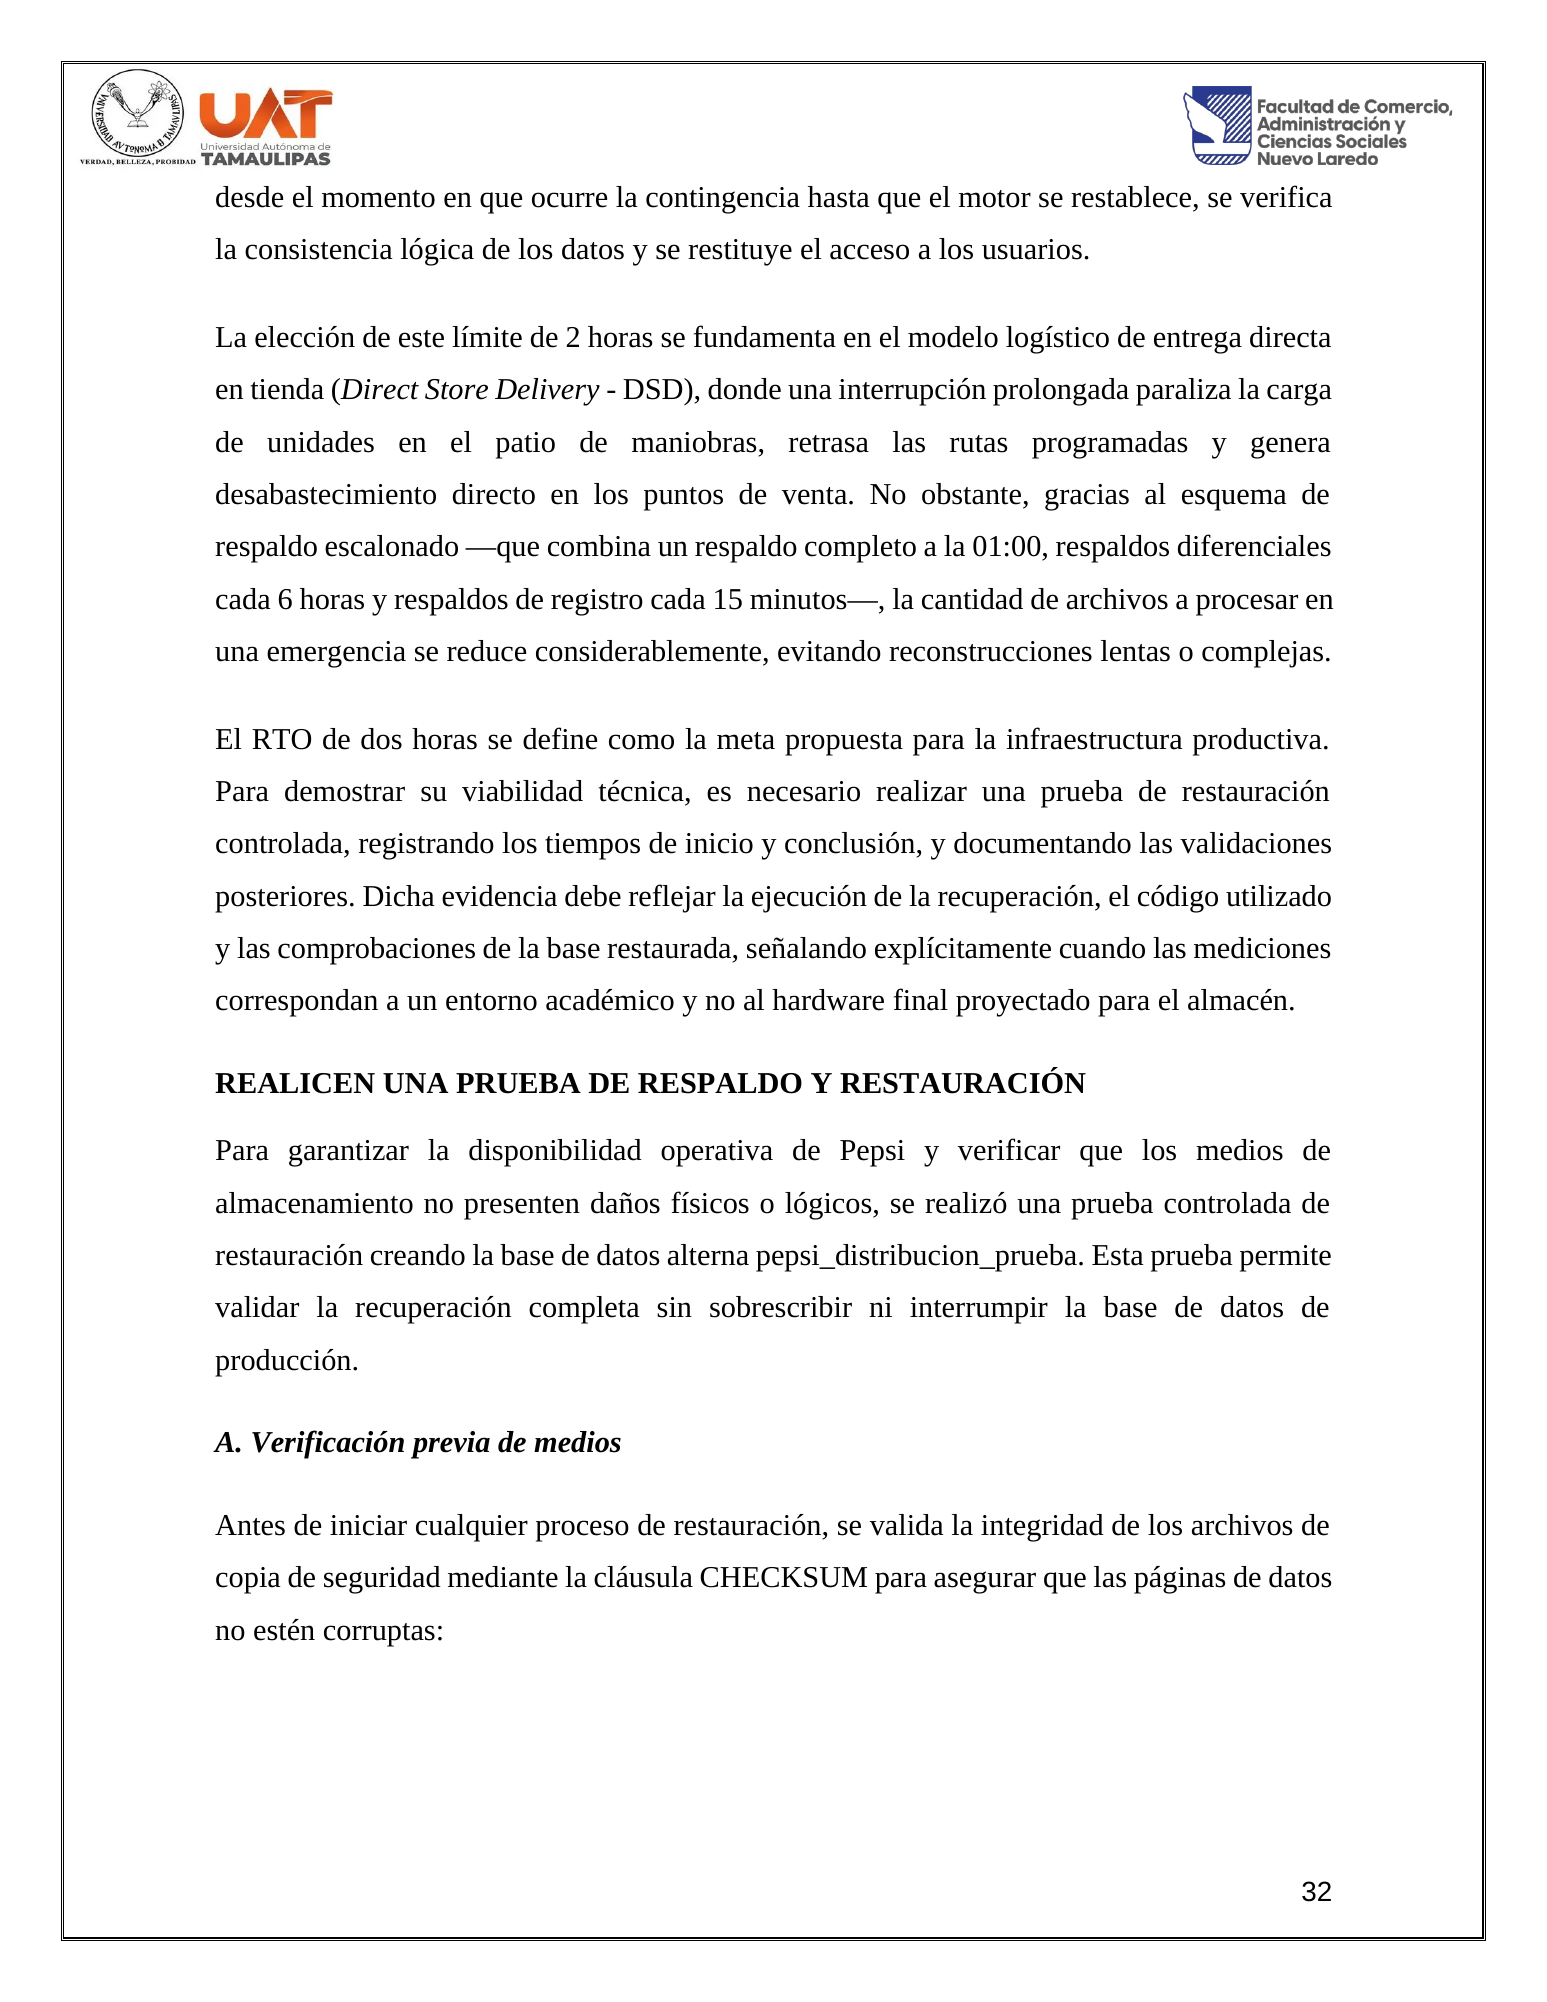 UNIVERSIDAD AVTONOMA D TAMAVLIPAS
VERDAD, BELLEZA, PROBIDAD
UAT
Universidad Autónoma de
TAMAULIPAS
Facultad de Comercio,
Administración y
Ciencias Sociales
Nuevo Laredo
desde el momento en que ocurre la contingencia hasta que el motor se restablece, se verifica
la consistencia lógica de los datos y se restituye el acceso a los usuarios.
La elección de este límite de 2 horas se fundamenta en el modelo logístico de entrega directa
en tienda (Direct Store Delivery - DSD), donde una interrupción prolongada paraliza la carga
de unidades en el patio de maniobras, retrasa las rutas programadas y genera
desabastecimiento directo en los puntos de venta. No obstante, gracias al esquema de
respaldo escalonado —que combina un respaldo completo a la 01:00, respaldos diferenciales
cada 6 horas y respaldos de registro cada 15 minutos—, la cantidad de archivos a procesar en
una emergencia se reduce considerablemente, evitando reconstrucciones lentas o complejas.
El RTO de dos horas se define como la meta propuesta para la infraestructura productiva.
Para demostrar su viabilidad técnica, es necesario realizar una prueba de restauración
controlada, registrando los tiempos de inicio y conclusión, y documentando las validaciones
posteriores. Dicha evidencia debe reflejar la ejecución de la recuperación, el código utilizado
y las comprobaciones de la base restaurada, señalando explícitamente cuando las mediciones
correspondan a un entorno académico y no al hardware final proyectado para el almacén.
REALICEN UNA PRUEBA DE RESPALDO Y RESTAURACIÓN
Para garantizar la disponibilidad operativa de Pepsi y verificar que los medios de
almacenamiento no presenten daños físicos o lógicos, se realizó una prueba controlada de
restauración creando la base de datos alterna pepsi_distribucion_prueba. Esta prueba permite
validar la recuperación completa sin sobrescribir ni interrumpir la base de datos de
producción.
A. Verificación previa de medios
Antes de iniciar cualquier proceso de restauración, se valida la integridad de los archivos de
copia de seguridad mediante la cláusula CHECKSUM para asegurar que las páginas de datos
no estén corruptas:
32